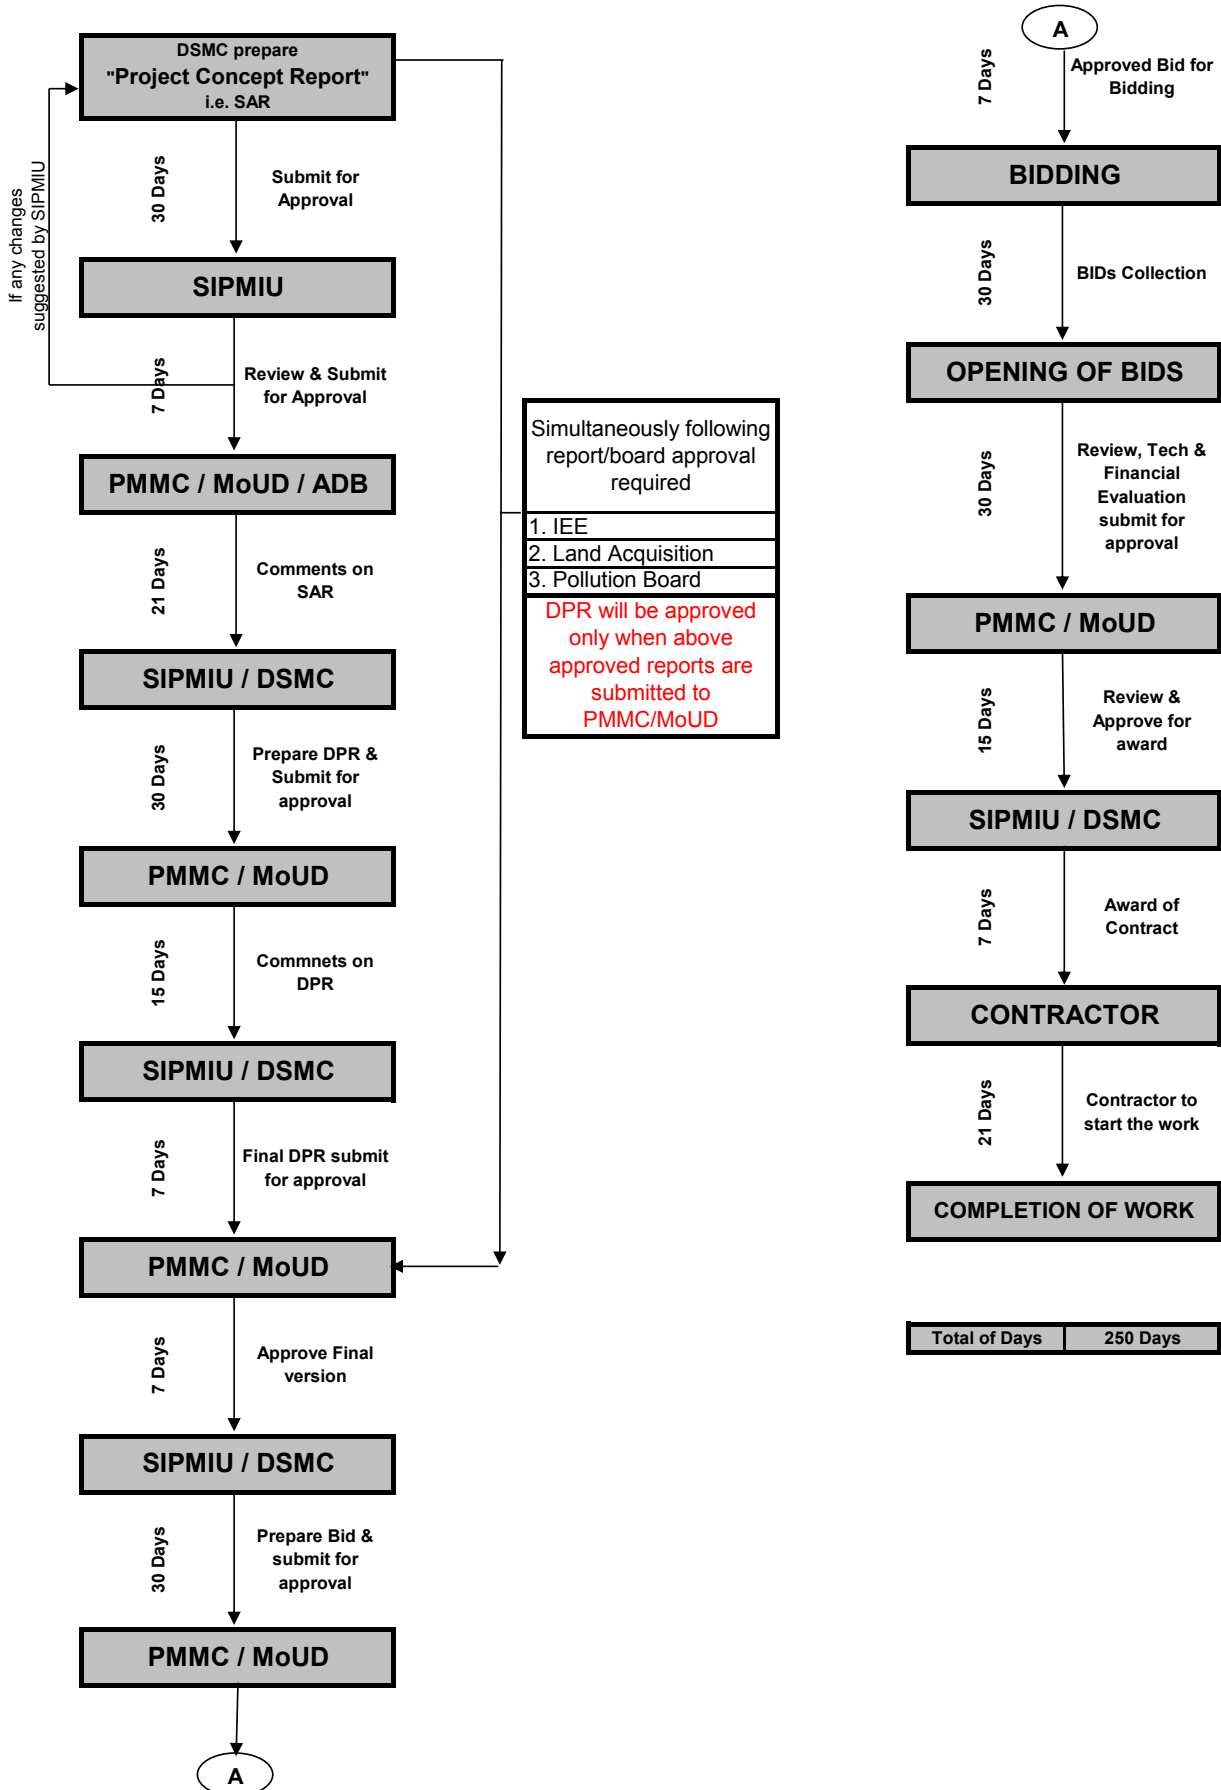 DSMC prepare
"Project Concept Report"
i.e. SAR
If any changes
suggested by SIPMIU
30 Days
Submit for
Approval
SIPMIU
7 Days
Review & Submit
for Approval
PMMC / MoUD / ADB
21 Days
Comments on
SAR
SIPMIU / DSMC
30 Days
Prepare DPR &
Submit for
approval
PMMC / MoUD
15 Days
Commnets on
DPR
SIPMIU / DSMC
7 Days
Final DPR submit
for approval
PMMC / MoUD
7 Days
Approve Final
version
SIPMIU / DSMC
30 Days
Prepare Bid &
submit for
approval
PMMC / MoUD
A
Simultaneously following
report/board approval
required
1. IEE
2. Land Acquisition
3. Pollution Board
DPR will be approved
only when above
approved reports are
submitted to
PMMC/MoUD
A
7 Days
Approved Bid for
Bidding
BIDDING
30 Days
BIDs Collection
OPENING OF BIDS
30 Days
Review, Tech &
Financial
Evaluation
submit for
approval
PMMC / MoUD
15 Days
Review &
Approve for
award
SIPMIU / DSMC
7 Days
Award of
Contract
CONTRACTOR
21 Days
Contractor to
start the work
COMPLETION OF WORK
Total of Days 250 Days